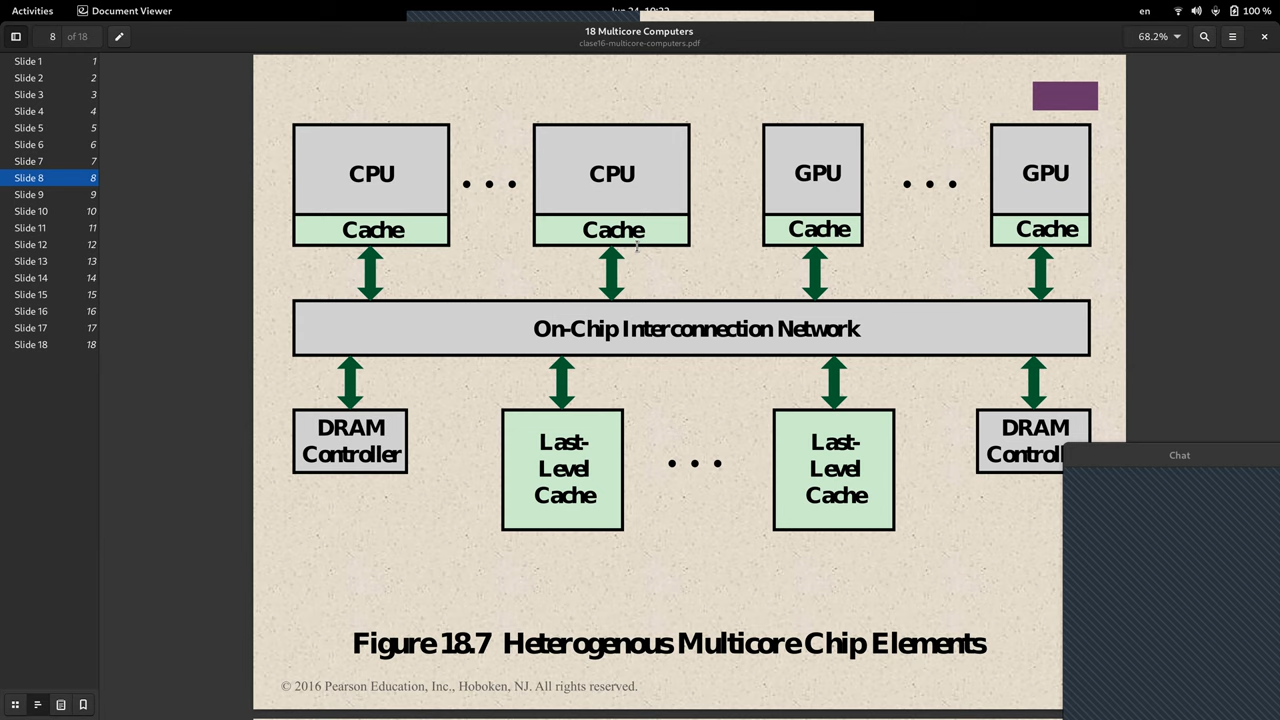 Activities
Document Viewer
en
100 %
8 of 18
18 Multicore Computers
clase16-multicore-computers.pdf
68.2%
Slide 1 1
Slide 2 2
Slide 3 3
Slide 4 4
Slide 5 5
Slide 6 6
Slide 7 7
Slide 8 8
Slide 9 9
Slide 10 10
Slide 11 11
Slide 12 12
Slide 13 13
Slide 14 14
Slide 15 15
Slide 16 16
Slide 17 17
Slide 18 18
CPU
CPU
GPU
GPU
Cache
Cache
Cache
Cache
On-Chip Interconnection Network
DRAM
Controller
Last-
Level
Cache
Last-
Level
Cache
DRAM
Figure 18.7 Heterogenous Multicore Chip Elements
© 2016 Pearson Education, Inc., Hoboken, NJ. All rights reserved.
Chat